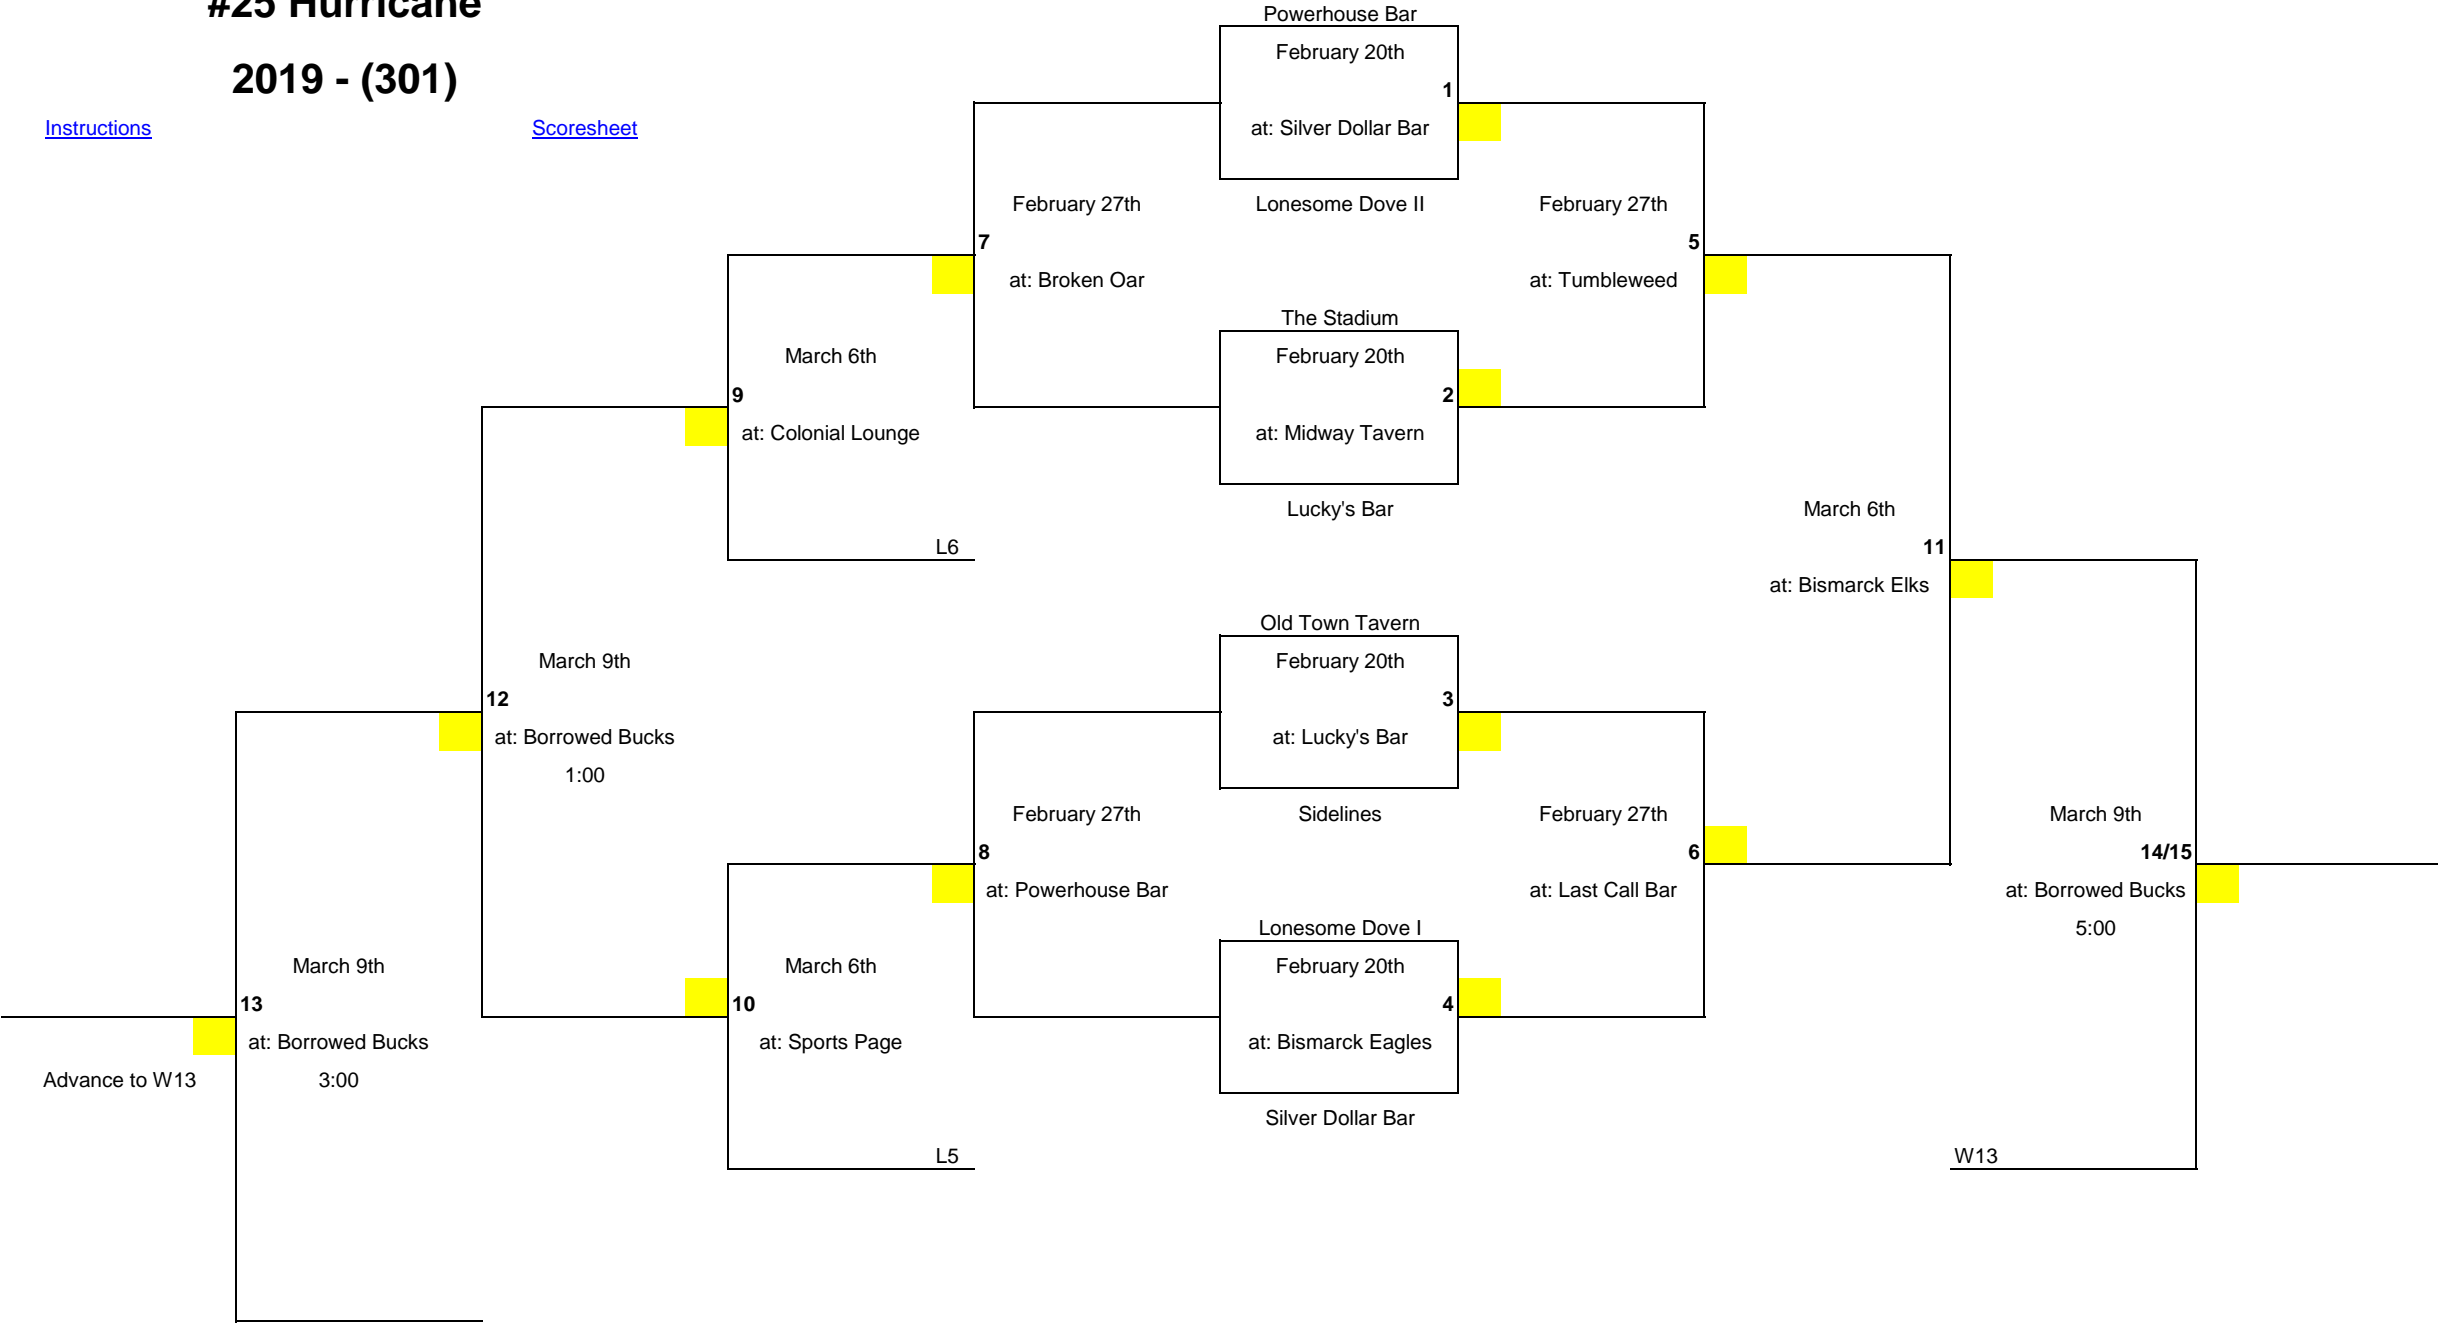 #25 Hurricane
2019 - (301)
Instructions
Scoresheet
Powerhouse Bar
February 20th
1
at: Silver Dollar Bar
Lonesome Dove II
February 27th
7
at: Broken Oar
February 27th
5
at: Tumbleweed
The Stadium
February 20th
2
at: Midway Tavern
Lucky's Bar
March 6th
9
at: Colonial Lounge
L6
March 6th
11
at: Bismarck Elks
Old Town Tavern
February 20th
3
at: Lucky's Bar
Sidelines
March 9th
12
at: Borrowed Bucks
1:00
February 27th
8
at: Powerhouse Bar
February 27th
6
at: Last Call Bar
March 9th
14/15
at: Borrowed Bucks
5:00
Lonesome Dove I
February 20th
4
at: Bismarck Eagles
Silver Dollar Bar
March 9th
13
at: Borrowed Bucks
3:00
Advance to W13
March 6th
10
at: Sports Page
L5
W13